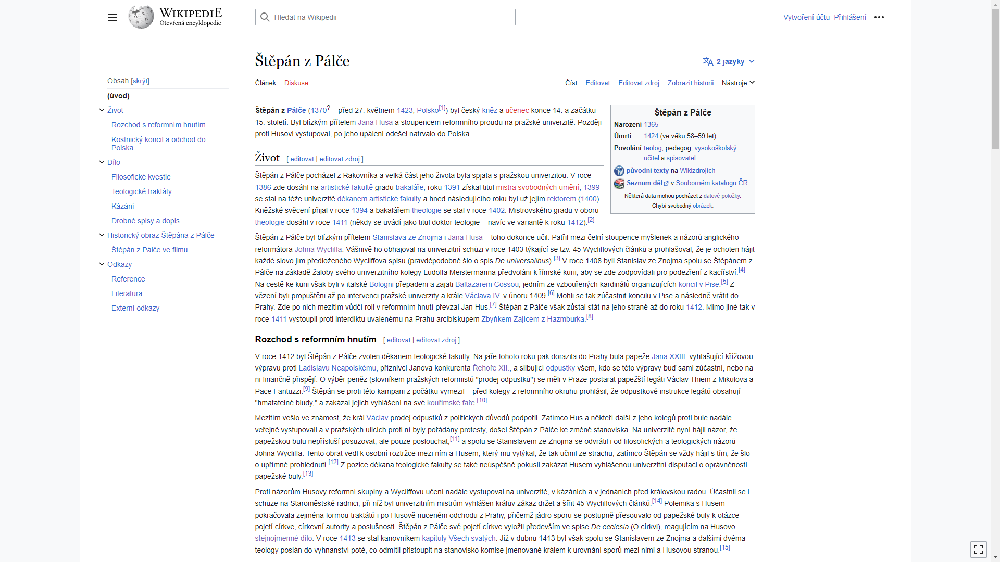 WIKIPEDIE
Otevřená encyklopedie
Hledat na Wikipedii
Vytvoření účtu Přihlášení
Štěpán z Pálče
2 jazyky
Článek Diskuse
Číst Editovat Editovat zdroj Zobrazit historii Nástroje
Obsah [skrýt]
(úvod)
Život
Rozchod s reformním hnutím
Kostnický koncil a odchod do
Polska
Dílo
Filosofické kvestie
Teologické traktáty
Kázání
Drobné spisy a dopis
Historický obraz Štěpána z Pálče
Štěpán z Pálče ve filmu
Odkazy
Reference
Literatura
Externí odkazy
Štěpán z Pálče (1370? – před 27. květnem 1423, Polsko[1]) byl český kněz a učenec konce 14. a začátku
15. století. Byl blízkým přítelem Jana Husa a stoupencem reformního proudu na pražské univerzitě. Později
proti Husovi vystupoval, po jeho upálení odešel natrvalo do Polska.
Štěpán z Pálče
Narození 1365
Úmrtí 1424 (ve věku 58–59 let)
Povolání teolog, pedagog, vysokoškolský
učitel a spisovatel
původní texty na Wikizdrojích
Seznam děl v Souborném katalogu ČR
Některá data mohou pocházet z datové položky.
Chybí svobodný obrázek.
Život [ editovat | editovat zdroj ]
Štěpán z Pálče pocházel z Rakovníka a velká část jeho života byla spjata s pražskou univerzitou. V roce
1386 zde dosáhl na artistické fakultě gradu bakaláře, roku 1391 získal titul mistra svobodných umění, 1399
se stal na téže univerzitě děkanem artistické fakulty a hned následujícího roku byl už jejím rektorem (1400).
Kněžské svěcení přijal v roce 1394 a bakalářem theologie se stal v roce 1402. Mistrovského gradu v oboru
theologie dosáhl v roce 1411 (někdy se uvádí jako titul doktor teologie – navíc ve variantě k roku 1412).[2]
Štěpán z Pálče byl blízkým přítelem Stanislava ze Znojma i Jana Husa – toho dokonce učil. Patřil mezi čelní stoupence myšlenek a názorů anglického
reformátora Johna Wycliffa. Vášnivě ho obhajoval na univerzitní schůzi v roce 1403 týkající se tzv. 45 Wycliffových článků a prohlašoval, že je ochoten hájit
každé slovo jím předloženého Wycliffova spisu (pravděpodobně šlo o spis De universalibus).[3] V roce 1408 byli Stanislav ze Znojma spolu se Štěpánem z
Pálče na základě žaloby svého univerzitního kolegy Ludolfa Meistermanna předvoláni k římské kurii, aby se zde zodpovídali pro podezření z kacířství.[4]
Na cestě ke kurii však byli v italské Bologni přepadeni a zajati Baltazarem Cossou, jedním ze vzbouřených kardinálů organizujících koncil v Pise.[5] Z
vězení byli propuštěni až po intervenci pražské univerzity a krále Václava IV. v únoru 1409.[6] Mohli se tak zúčastnit koncilu v Pise a následně vrátit do
Prahy. Zde po nich mezitím vůdčí roli v reformním hnutí převzal Jan Hus.[7] Štěpán z Pálče však zůstal stát na jeho straně až do roku 1412. Mimo jiné tak v
roce 1411 vystoupil proti interdiktu uvalenému na Prahu arcibiskupem Zbyňkem Zajícem z Hazmburka.[8]
Rozchod s reformním hnutím [ editovat | editovat zdroj ]
V roce 1412 byl Štěpán z Pálče zvolen děkanem teologické fakulty. Na jaře tohoto roku pak dorazila do Prahy bula papeže Jana XXIII. vyhlašující křížovou
výpravu proti Ladislavu Neapolskému, příznivci Janova konkurenta Řehoře XII., a slibující odpustky všem, kdo se této výpravy buď sami zúčastní, nebo na
ni finančně přispějí. O výběr peněz (slovníkem pražských reformistů "prodej odpustků") se měli v Praze postarat papežští legáti Václav Thiem z Mikulova a
Pace Fantuzzi.[9] Štěpán se proti této kampani z počátku vymezil – před kolegy z reformního okruhu prohlásil, že odpustkové instrukce legátů obsahují
"hmatatelné bludy," a zakázal jejich vyhlášení na své kouřimské faře.[10]
Mezitím vešlo ve známost, že král Václav prodej odpustků z politických důvodů podpořil. Zatímco Hus a někteří další z jeho kolegů proti bule nadále
veřejně vystupovali a v pražských ulicích proti ní byly pořádány protesty, došel Štěpán z Pálče ke změně stanoviska. Na univerzitě nyní hájil názor, že
papežskou bulu nepřísluší posuzovat, ale pouze poslouchat,[11] a spolu se Stanislavem ze Znojma se odvrátil i od filosofických a teologických názorů
Johna Wycliffa. Tento obrat vedl k osobní roztržce mezi ním a Husem, který mu vytýkal, že tak učinil ze strachu, zatímco Štěpán se vždy hájil s tím, že šlo
o upřímné prohlédnutí.[12] Z pozice děkana teologické fakulty se také neúspěšně pokusil zakázat Husem vyhlášenou univerzitní disputaci o oprávněnosti
papežské buly.[13]
Proti názorům Husovy reformní skupiny a Wycliffovu učení nadále vystupoval na univerzitě, v kázáních a v jednáních před královskou radou. Účastnil se i
schůze na Staroměstské radnici, při níž byl univerzitním mistrům vyhlášen králův zákaz držet a šířit 45 Wycliffových článků.[14] Polemika s Husem
pokračovala zejména formou traktátů i po Husově nuceném odchodu z Prahy, přičemž jádro sporu se postupně přesouvalo od papežské buly k otázce
pojetí církve, církevní autority a poslušnosti. Štěpán z Pálče své pojetí církve vyložil především ve spise De ecclesia (O církvi), reagujícím na Husovo
stejnojmenné dílo. V roce 1413 se stal kanovníkem kapituly Všech svatých. Již v dubnu 1413 byl však spolu se Stanislavem ze Znojma a dalšími dvěma
teology poslán do vyhnanství poté, co odmítli přistoupit na stanovisko komise jmenované králem k urovnání sporů mezi nimi a Husovou stranou.[15]